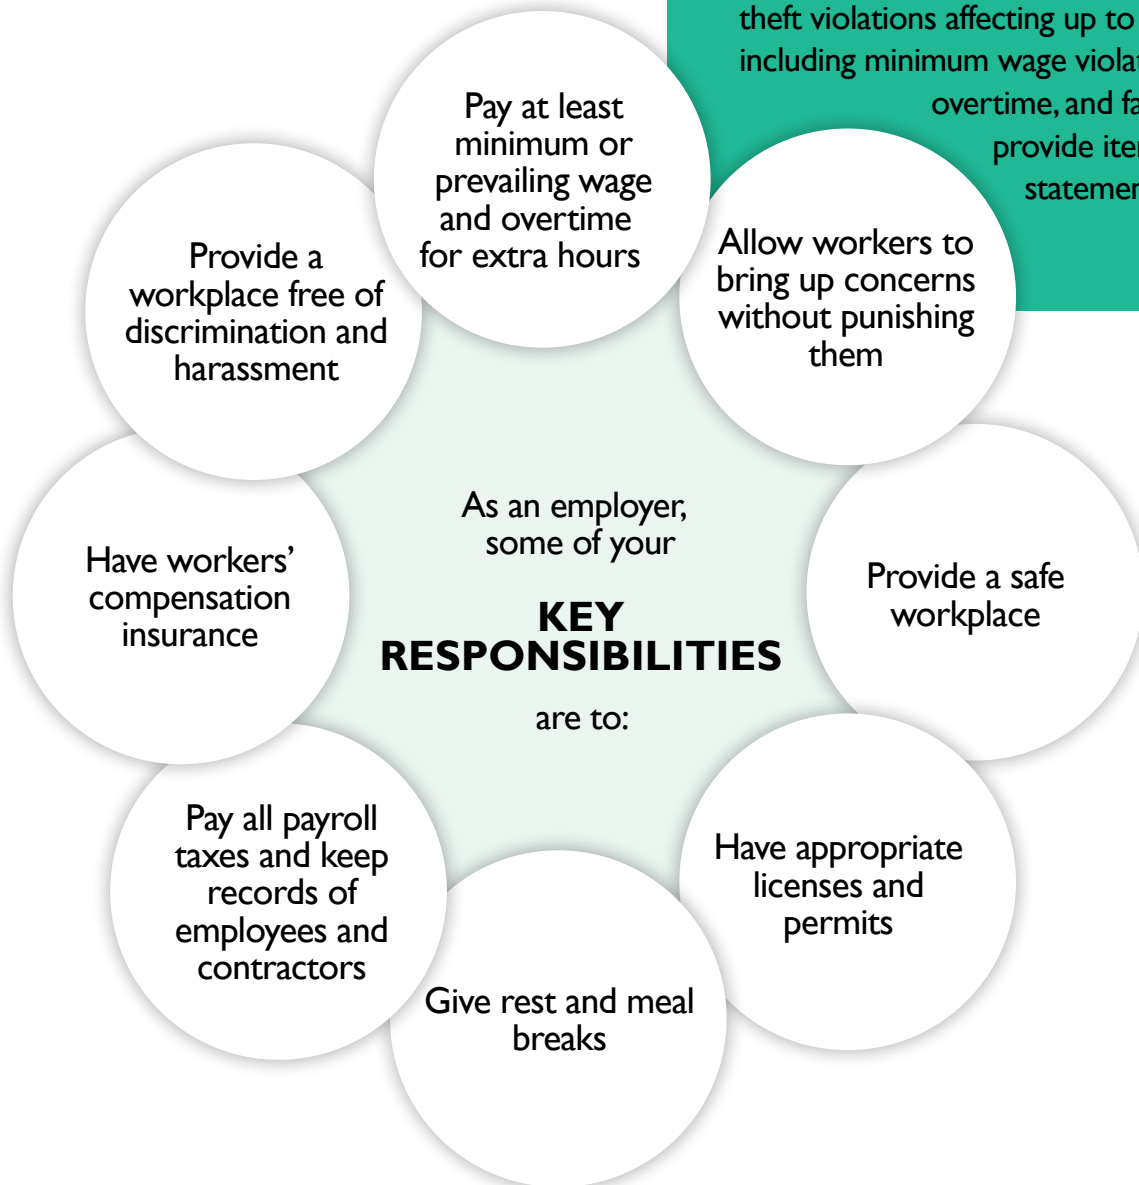 theft violations affecting up to
including minimum wage
overtime, and
provide
Pay at least
minimum or
prevailing wage
and overtime
for extra hours
Allow workers to
bring up concerns
without punishing
them
Provide a safe
workplace
Have appropriate
licenses and
permits
Give rest and meal
breaks
Pay all payroll
taxes and keep
records of
employees and
contractors
Have workers’
compensation
insurance
Provide a
workplace free of
discrimination and
harassment
As an employer,
some of your
KEY
RESPONSIBILITIES
are to: